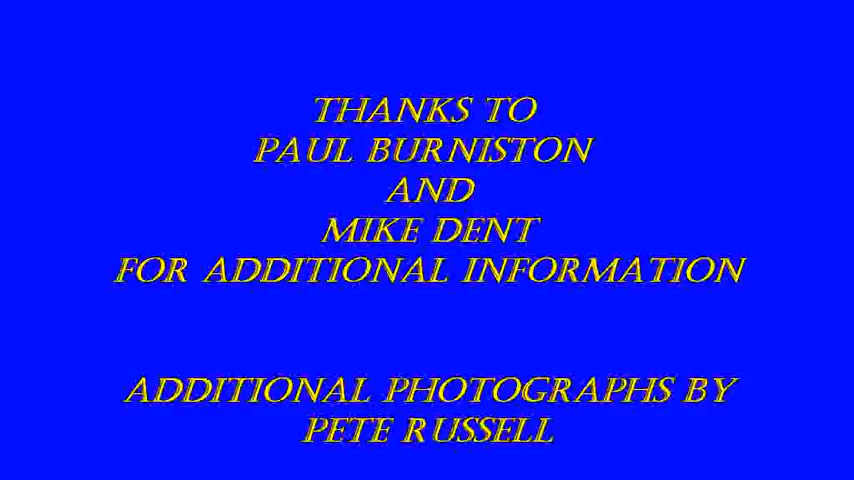 THANKS TO
PAUL BURNISTON
AND
MIKE DENT
FOR ADDITIONAL INFORMATION
ADDITIONAL PHOTOGRAPHS BY
PETE RUSSELL